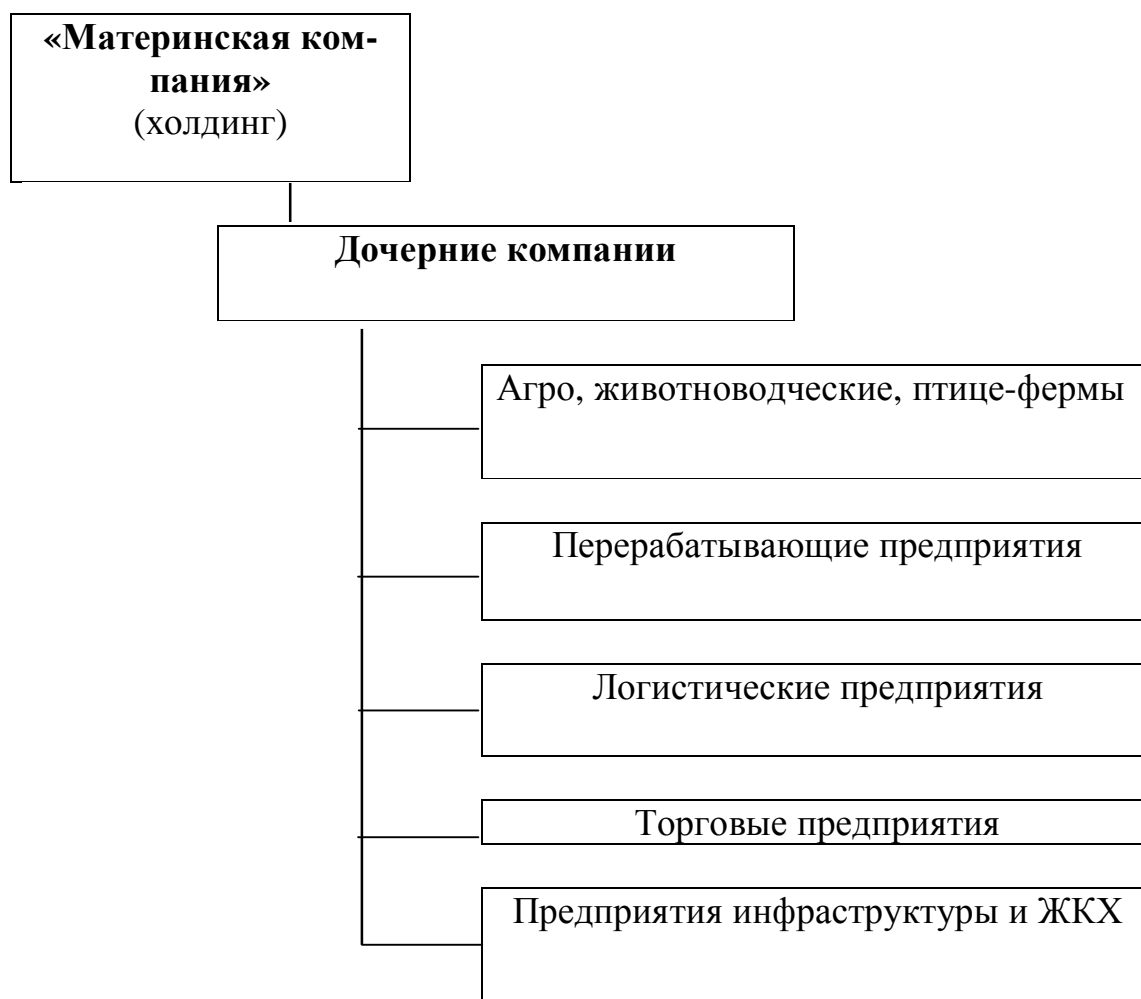 «Материнская ком-
пания»
(холдинг)
Дочерние компании
Агро, животноводческие, птице-фермы
Перерабатывающие предприятия
Логистические предприятия
Торговые предприятия
Предприятия инфраструктуры и ЖКХ